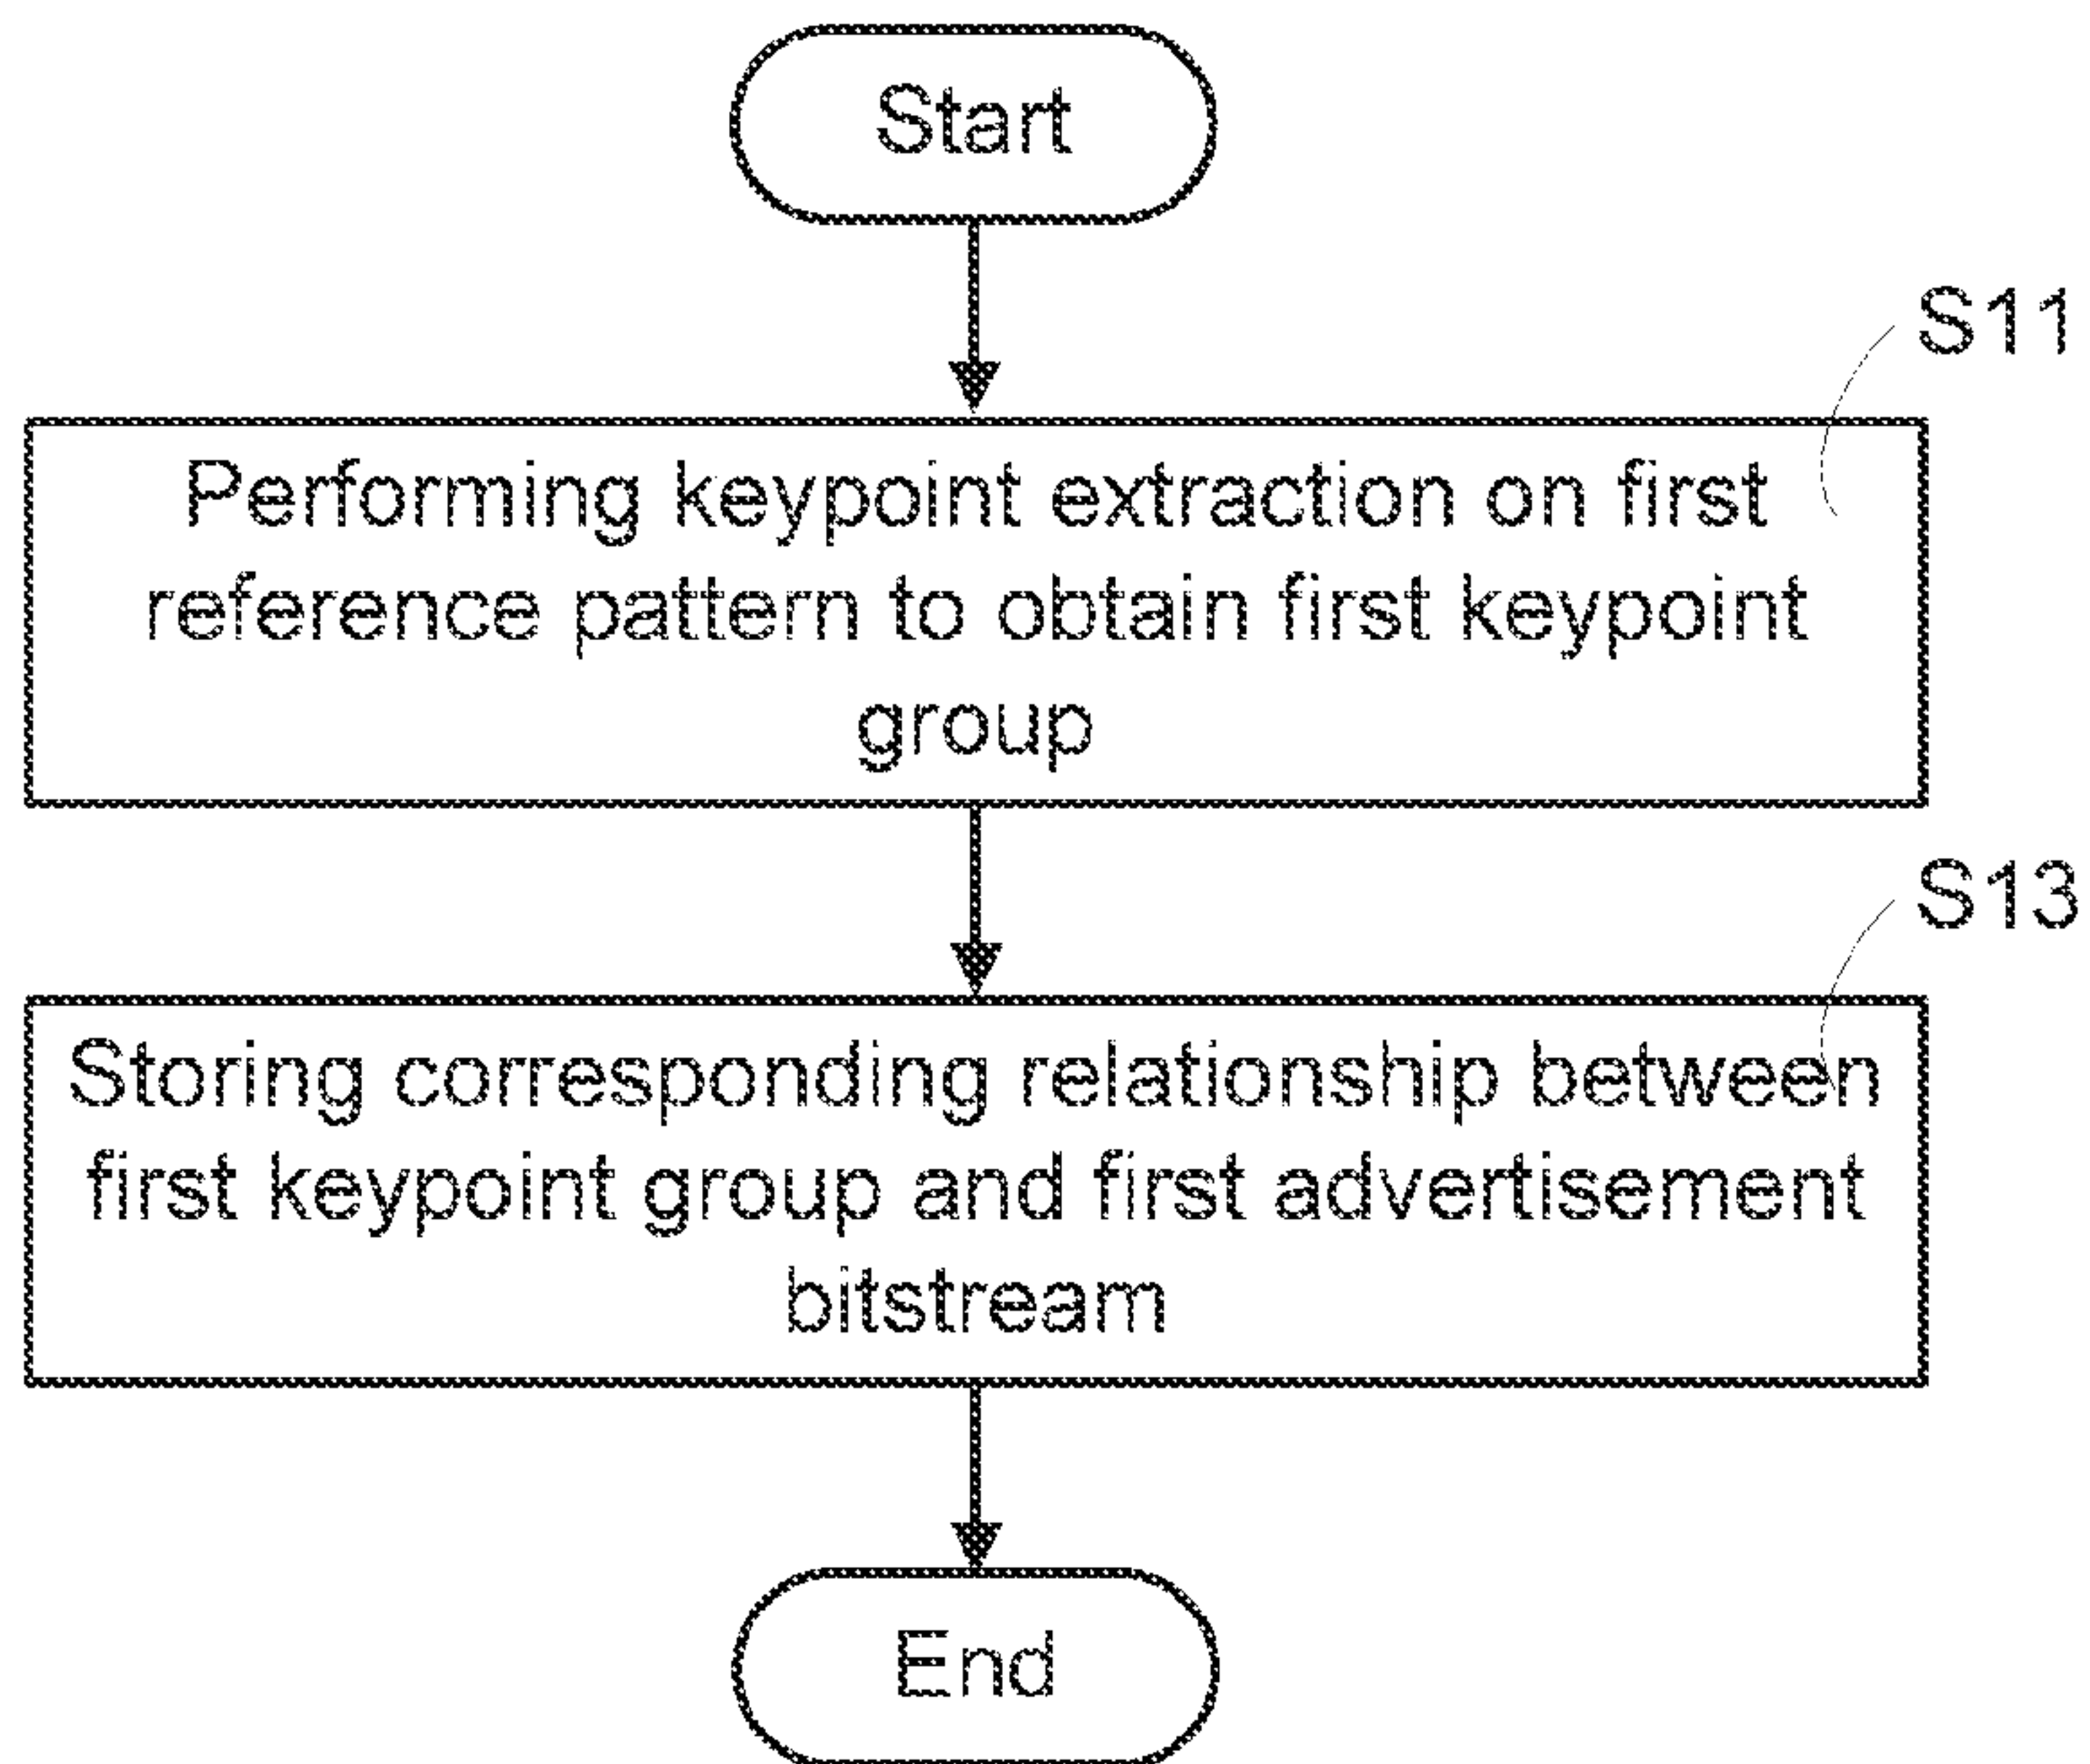 Start
S11
Performing keypoint extraction on first
reference pattern to obtain first keypoint
group
S13
Storing corresponding relationship between
first keypoint group and first advertisement
bitstream
End